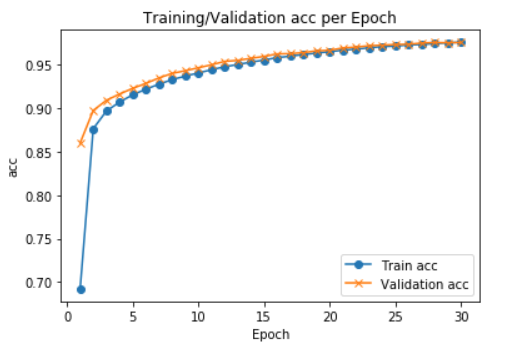 Training/Validation acc per Epoch
acc
0.95
0.90
0.85
0.80
0.75
0.70
Train acc
Validation acc
0 5 10 15 20 25 30
Epoch